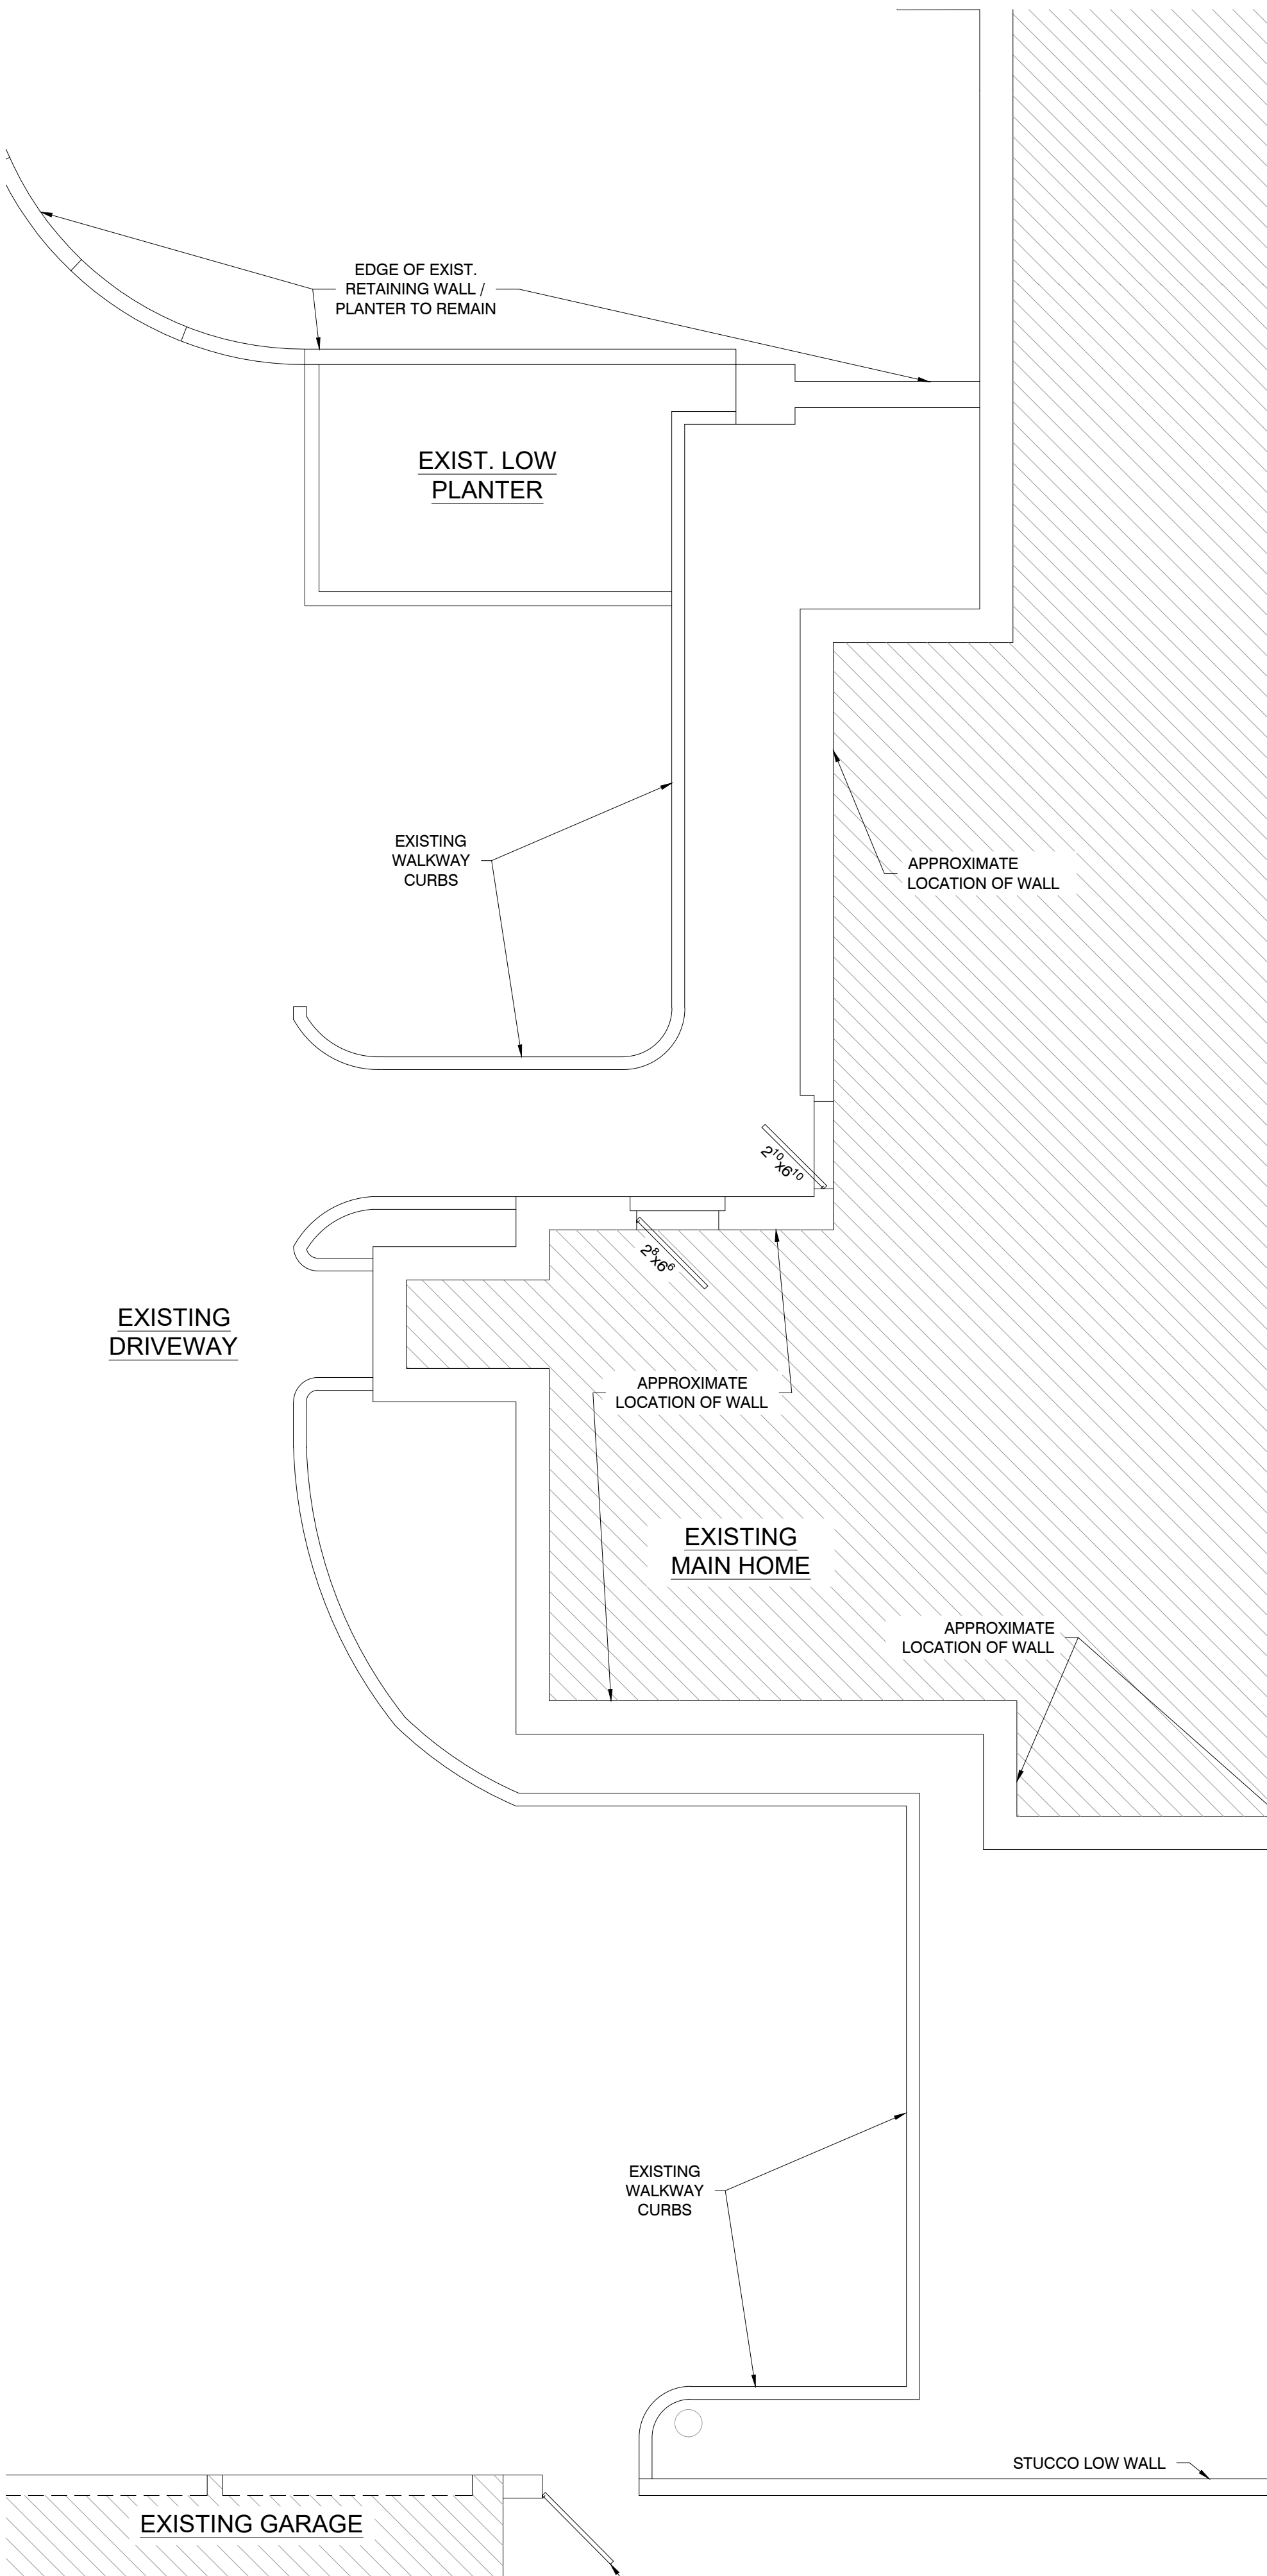 EDGE OF EXIST.
RETAINING WALL /
PLANTER TO REMAIN
EXIST. LOW
PLANTER
EXISTING
WALKWAY
CURBS
APPROXIMATE
LOCATION OF WALL
2¹⁰x6¹⁰
2⁸x6⁶
EXISTING
DRIVEWAY
APPROXIMATE
LOCATION OF WALL
EXISTING
MAIN HOME
APPROXIMATE
LOCATION OF WALL
EXISTING
WALKWAY
CURBS
STUCCO LOW WALL
EXISTING GARAGE